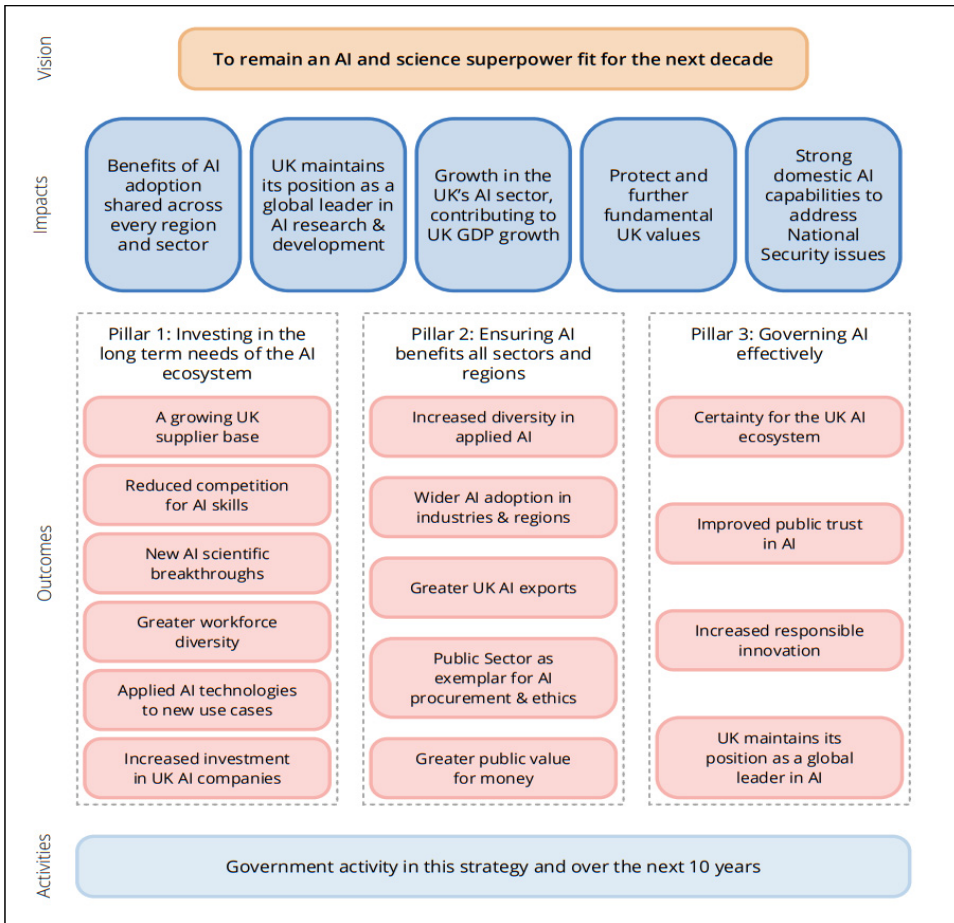 Vision
To remain an AI and science superpower fit for the next decade
Impacts
Benefits of AI
adoption
shared across
every region
and sector
UK maintains
its position as a
global leader in
AI research &
development
Growth in the
UK's AI sector,
contributing to
UK GDP growth
Protect and
further
fundamental
UK values
Strong
domestic AI
capabilities to
address
National
Security issues
Outcomes
Pillar 1: Investing in the
long term needs of the AI
ecosystem
A growing UK
supplier base
Reduced competition
for AI skills
New AI scientific
breakthroughs
Greater workforce
diversity
Applied AI technologies
to new use cases
Increased investment
in UK AI companies
Pillar 2: Ensuring AI
benefits all sectors and
regions
Increased diversity in
applied AI
Wider AI adoption in
industries & regions
Greater UK AI exports
Public Sector as
exemplar for AI
procurement & ethics
Greater public value
for money
Pillar 3: Governing AI
effectively
Certainty for the UK AI
ecosystem
Improved public trust
in AI
Increased responsible
innovation
UK maintains its
position as a global
leader in AI
Activities
Government activity in this strategy and over the next 10 years